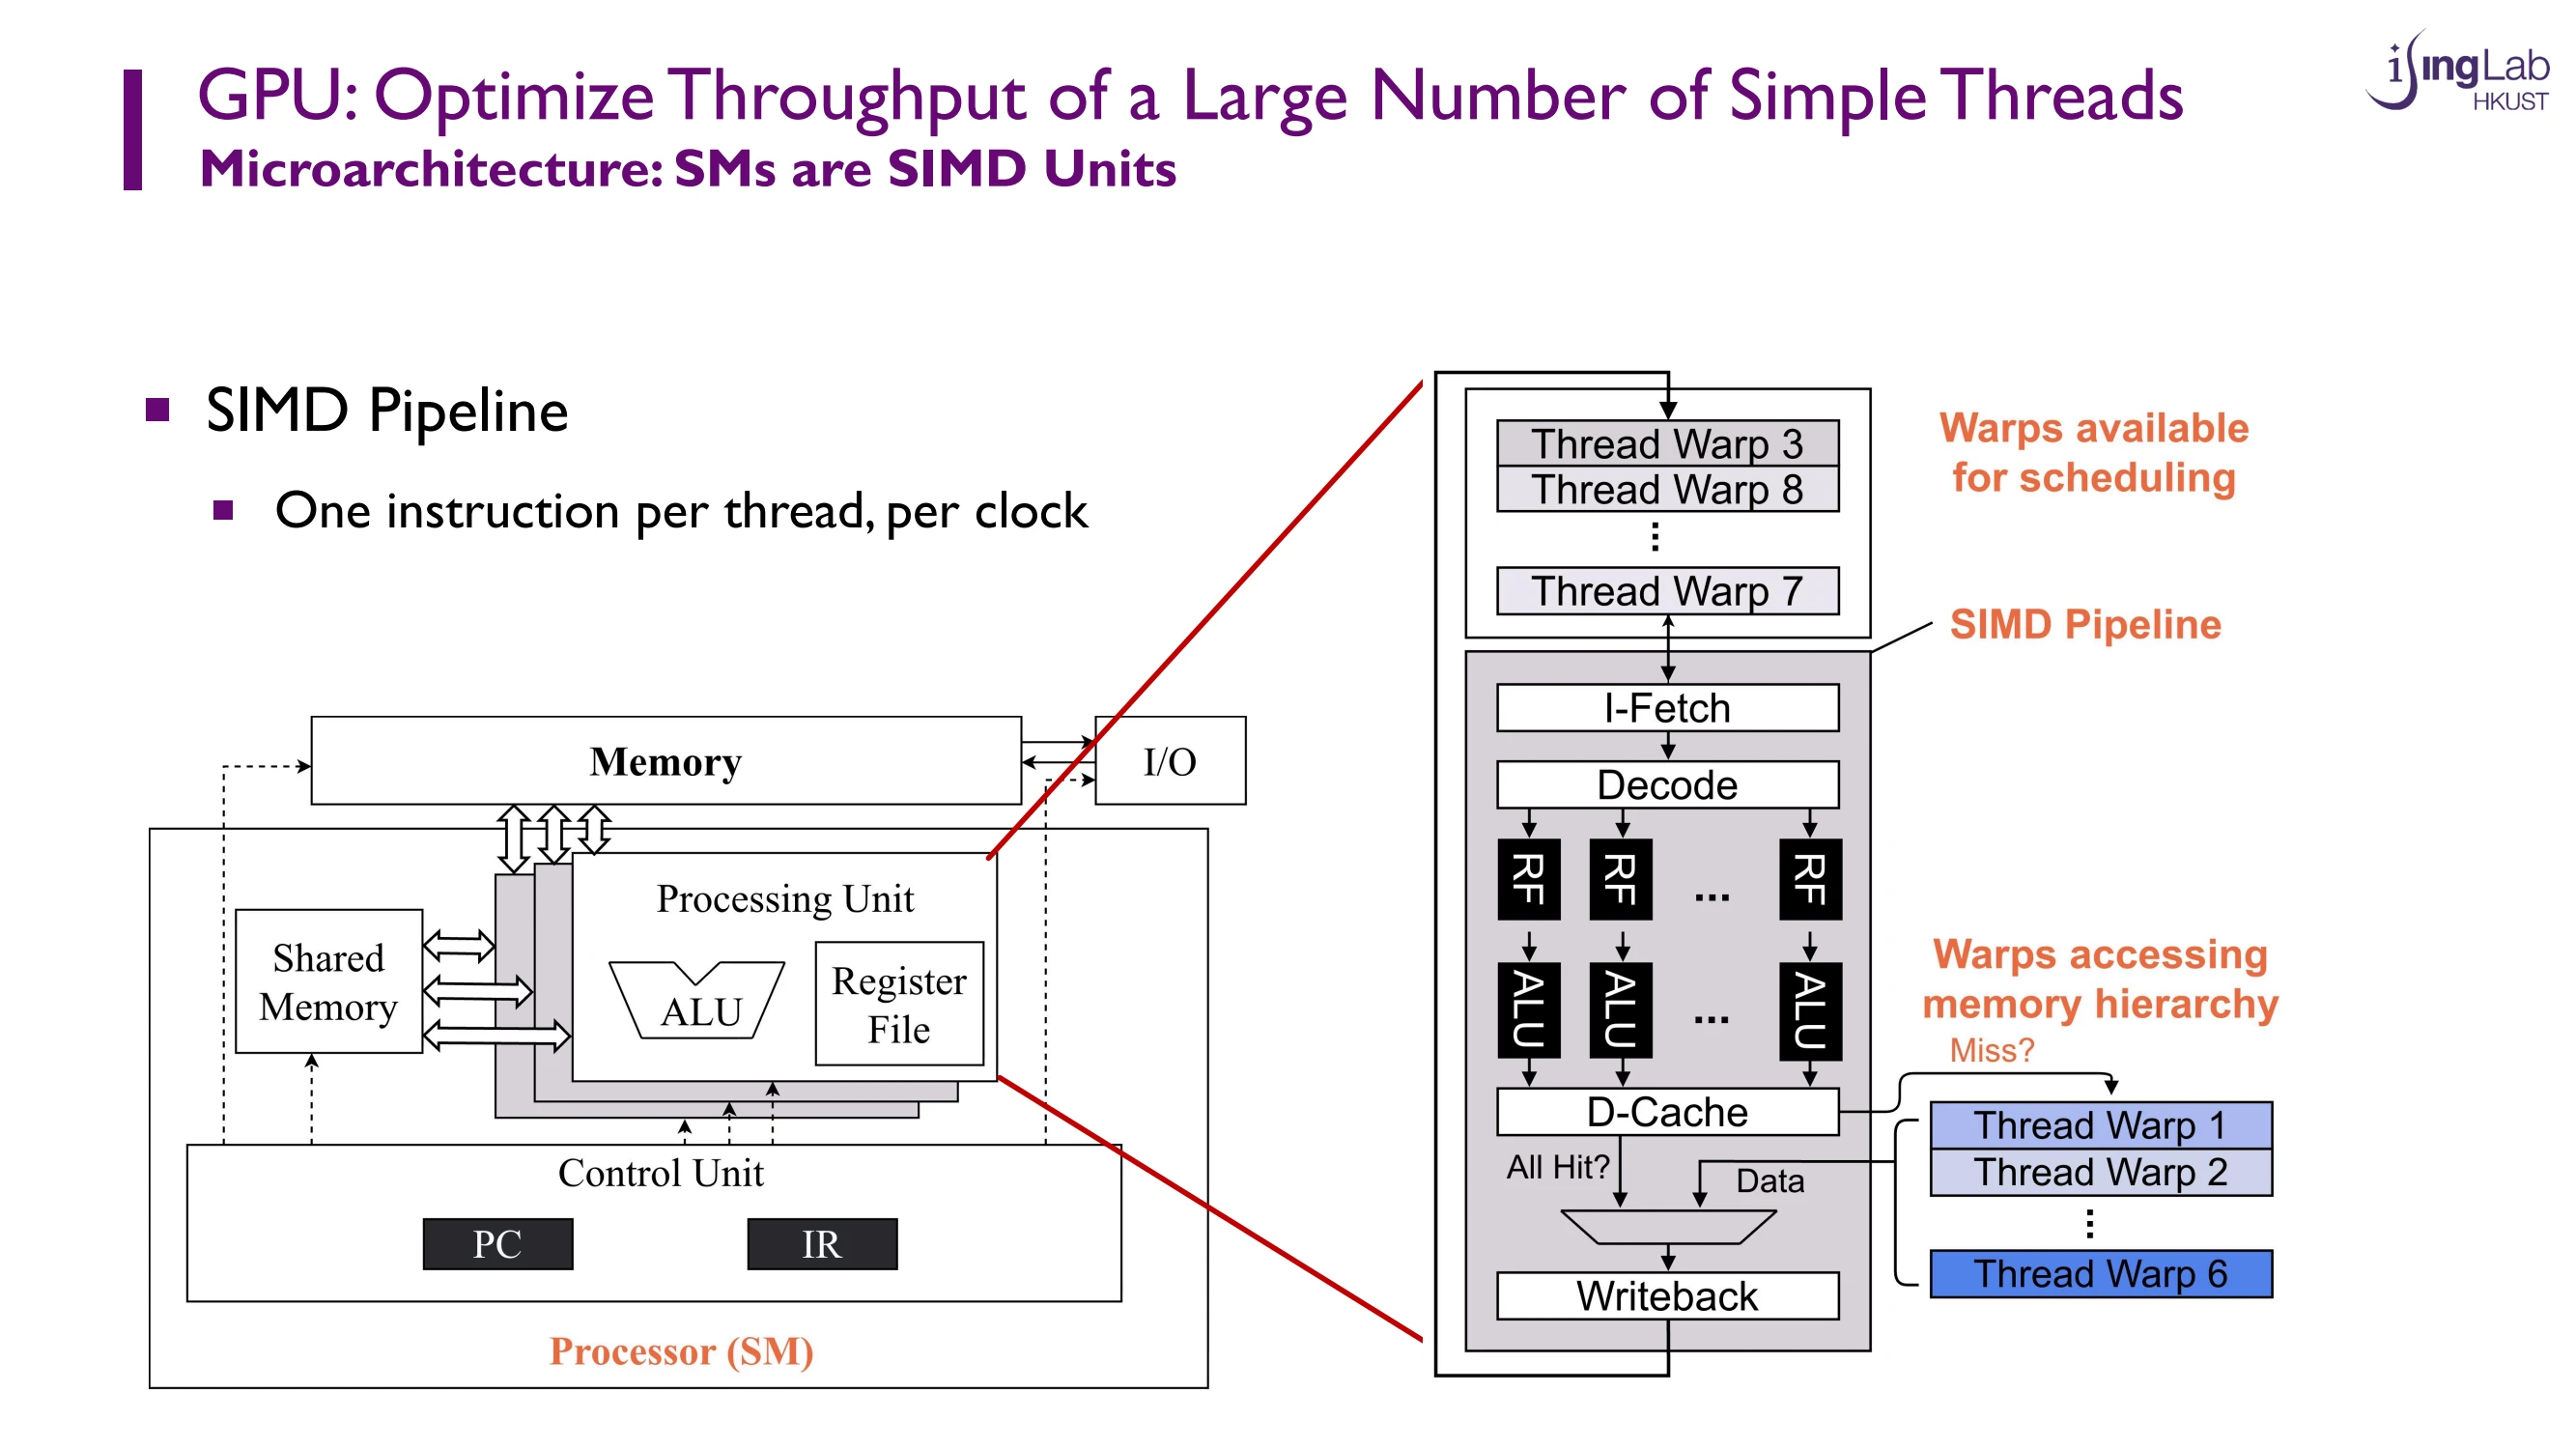 GPU: Optimize Throughput of a Large Number of Simple Threads
Microarchitecture: SMs are SIMD Units
isingLab
HKUST
SIMD Pipeline
One instruction per thread, per clock
Memory
I/O
Processing Unit
ALU
Register
File
Shared
Memory
Control Unit
PC
IR
Processor (SM)
Thread Warp 3
Thread Warp 8
...
Thread Warp 7
Warps available
for scheduling
SIMD Pipeline
I-Fetch
Decode
RF
RF
...
RF
ALU
ALU
...
ALU
D-Cache
All Hit?
Data
Writeback
Warps accessing
memory hierarchy
Miss?
Thread Warp 1
Thread Warp 2
...
Thread Warp 6